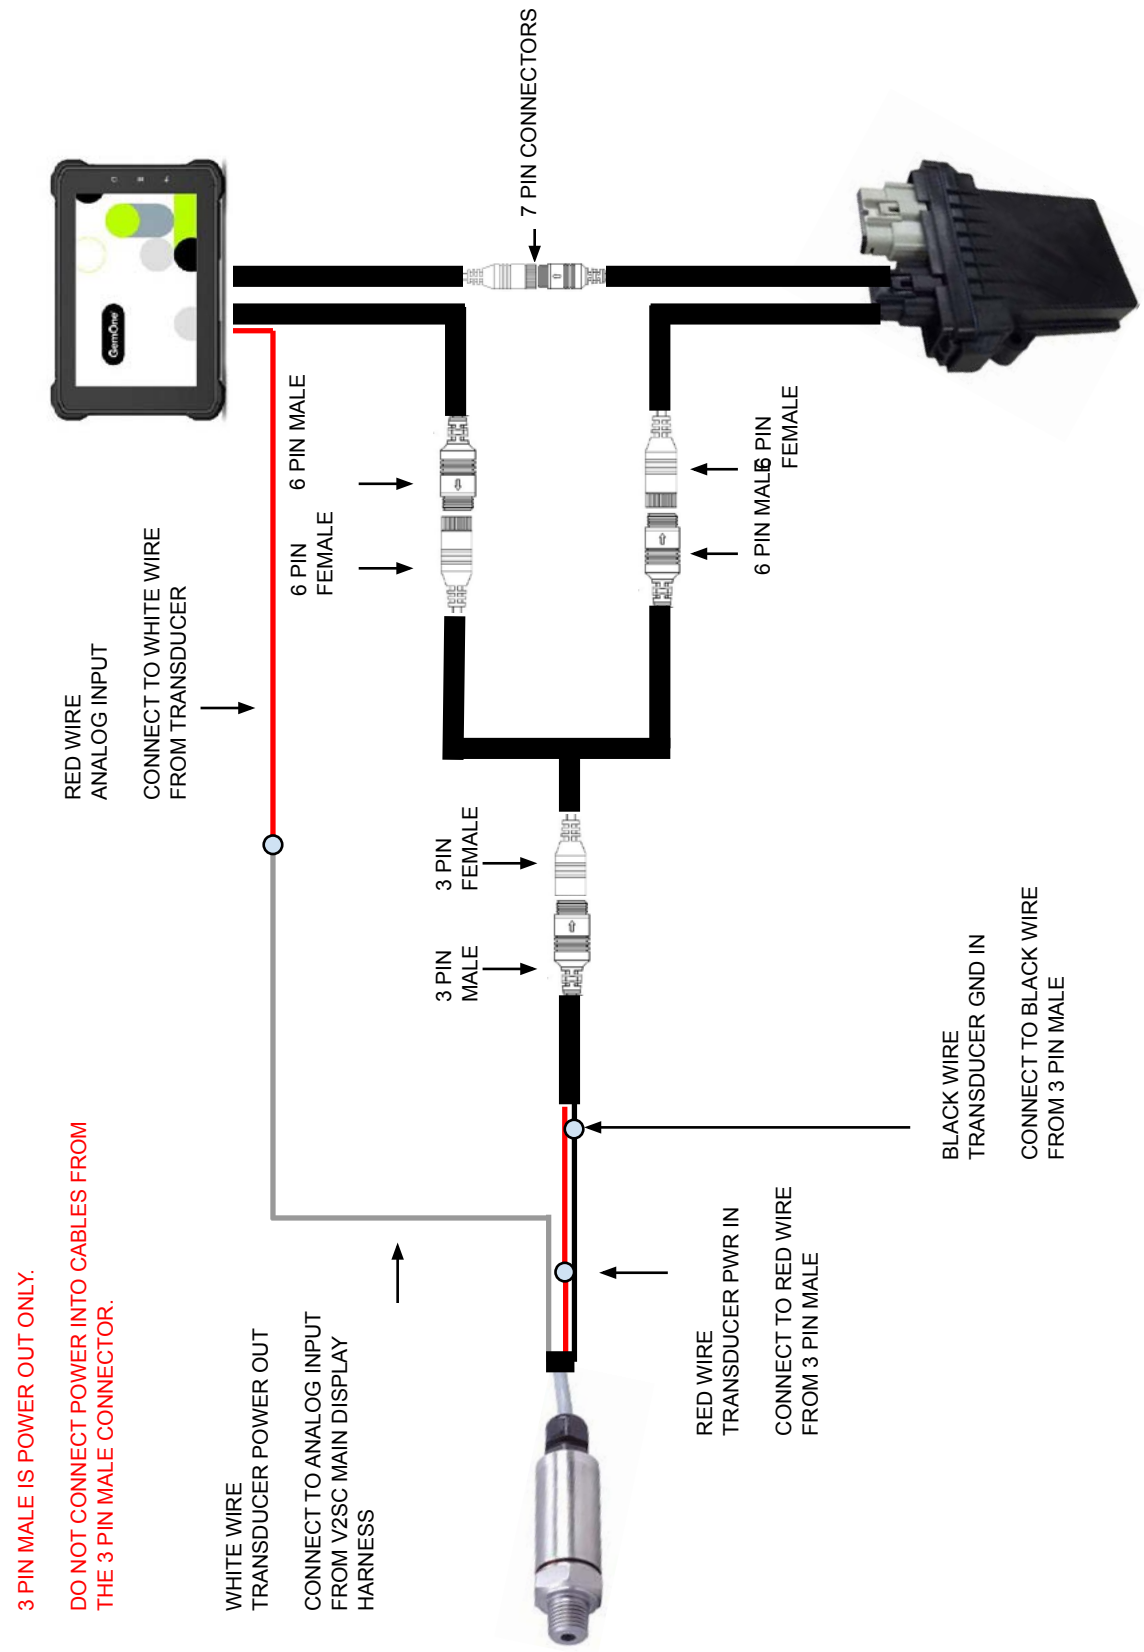 3 PIN MALE IS POWER OUT ONLY.
DO NOT CONNECT POWER INTO CABLES FROM
THE 3 PIN MALE CONNECTOR.
WHITE WIRE
TRANSDUCER POWER OUT
CONNECT TO ANALOG INPUT
FROM V2SC MAIN DISPLAY
HARNESS
RED WIRE
ANALOG INPUT
CONNECT TO WHITE WIRE
FROM TRANSDUCER
GemOne
6 PIN
FEMALE
6 PIN MALE
3 PIN
MALE
3 PIN
FEMALE
7 PIN CONNECTORS
RED WIRE
TRANSDUCER PWR IN
CONNECT TO RED WIRE
FROM 3 PIN MALE
6 PIN MALE
6 PIN
FEMALE
BLACK WIRE
TRANSDUCER GND IN
CONNECT TO BLACK WIRE
FROM 3 PIN MALE